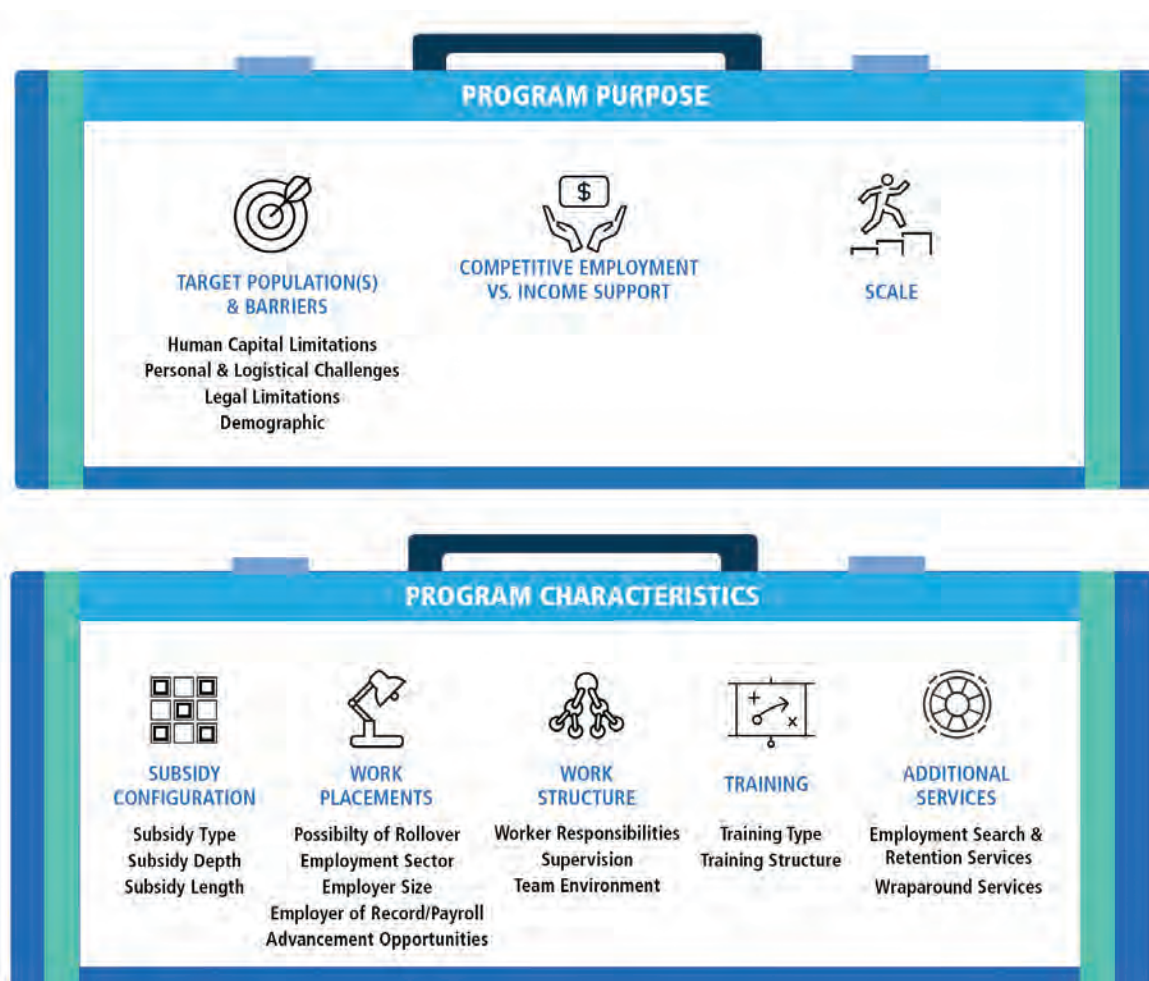 PROGRAM PURPOSE
TARGET POPULATION(S)
& BARRIERS
Human Capital Limitations
Personal & Logistical Challenges
Legal Limitations
Demographic
COMPETITIVE EMPLOYMENT
VS. INCOME SUPPORT
$
SCALE
PROGRAM CHARACTERISTICS
SUBSIDY
CONFIGURATION
Subsidy Type
Subsidy Depth
Subsidy Length
WORK
PLACEMENTS
Possibilty of Rollover
Employment Sector
Employer Size
Employer of Record/Payroll
Advancement Opportunities
WORK
STRUCTURE
Worker Responsibilities
Supervision
Team Environment
TRAINING
Training Type
Training Structure
ADDITIONAL
SERVICES
Employment Search &
Retention Services
Wraparound Services